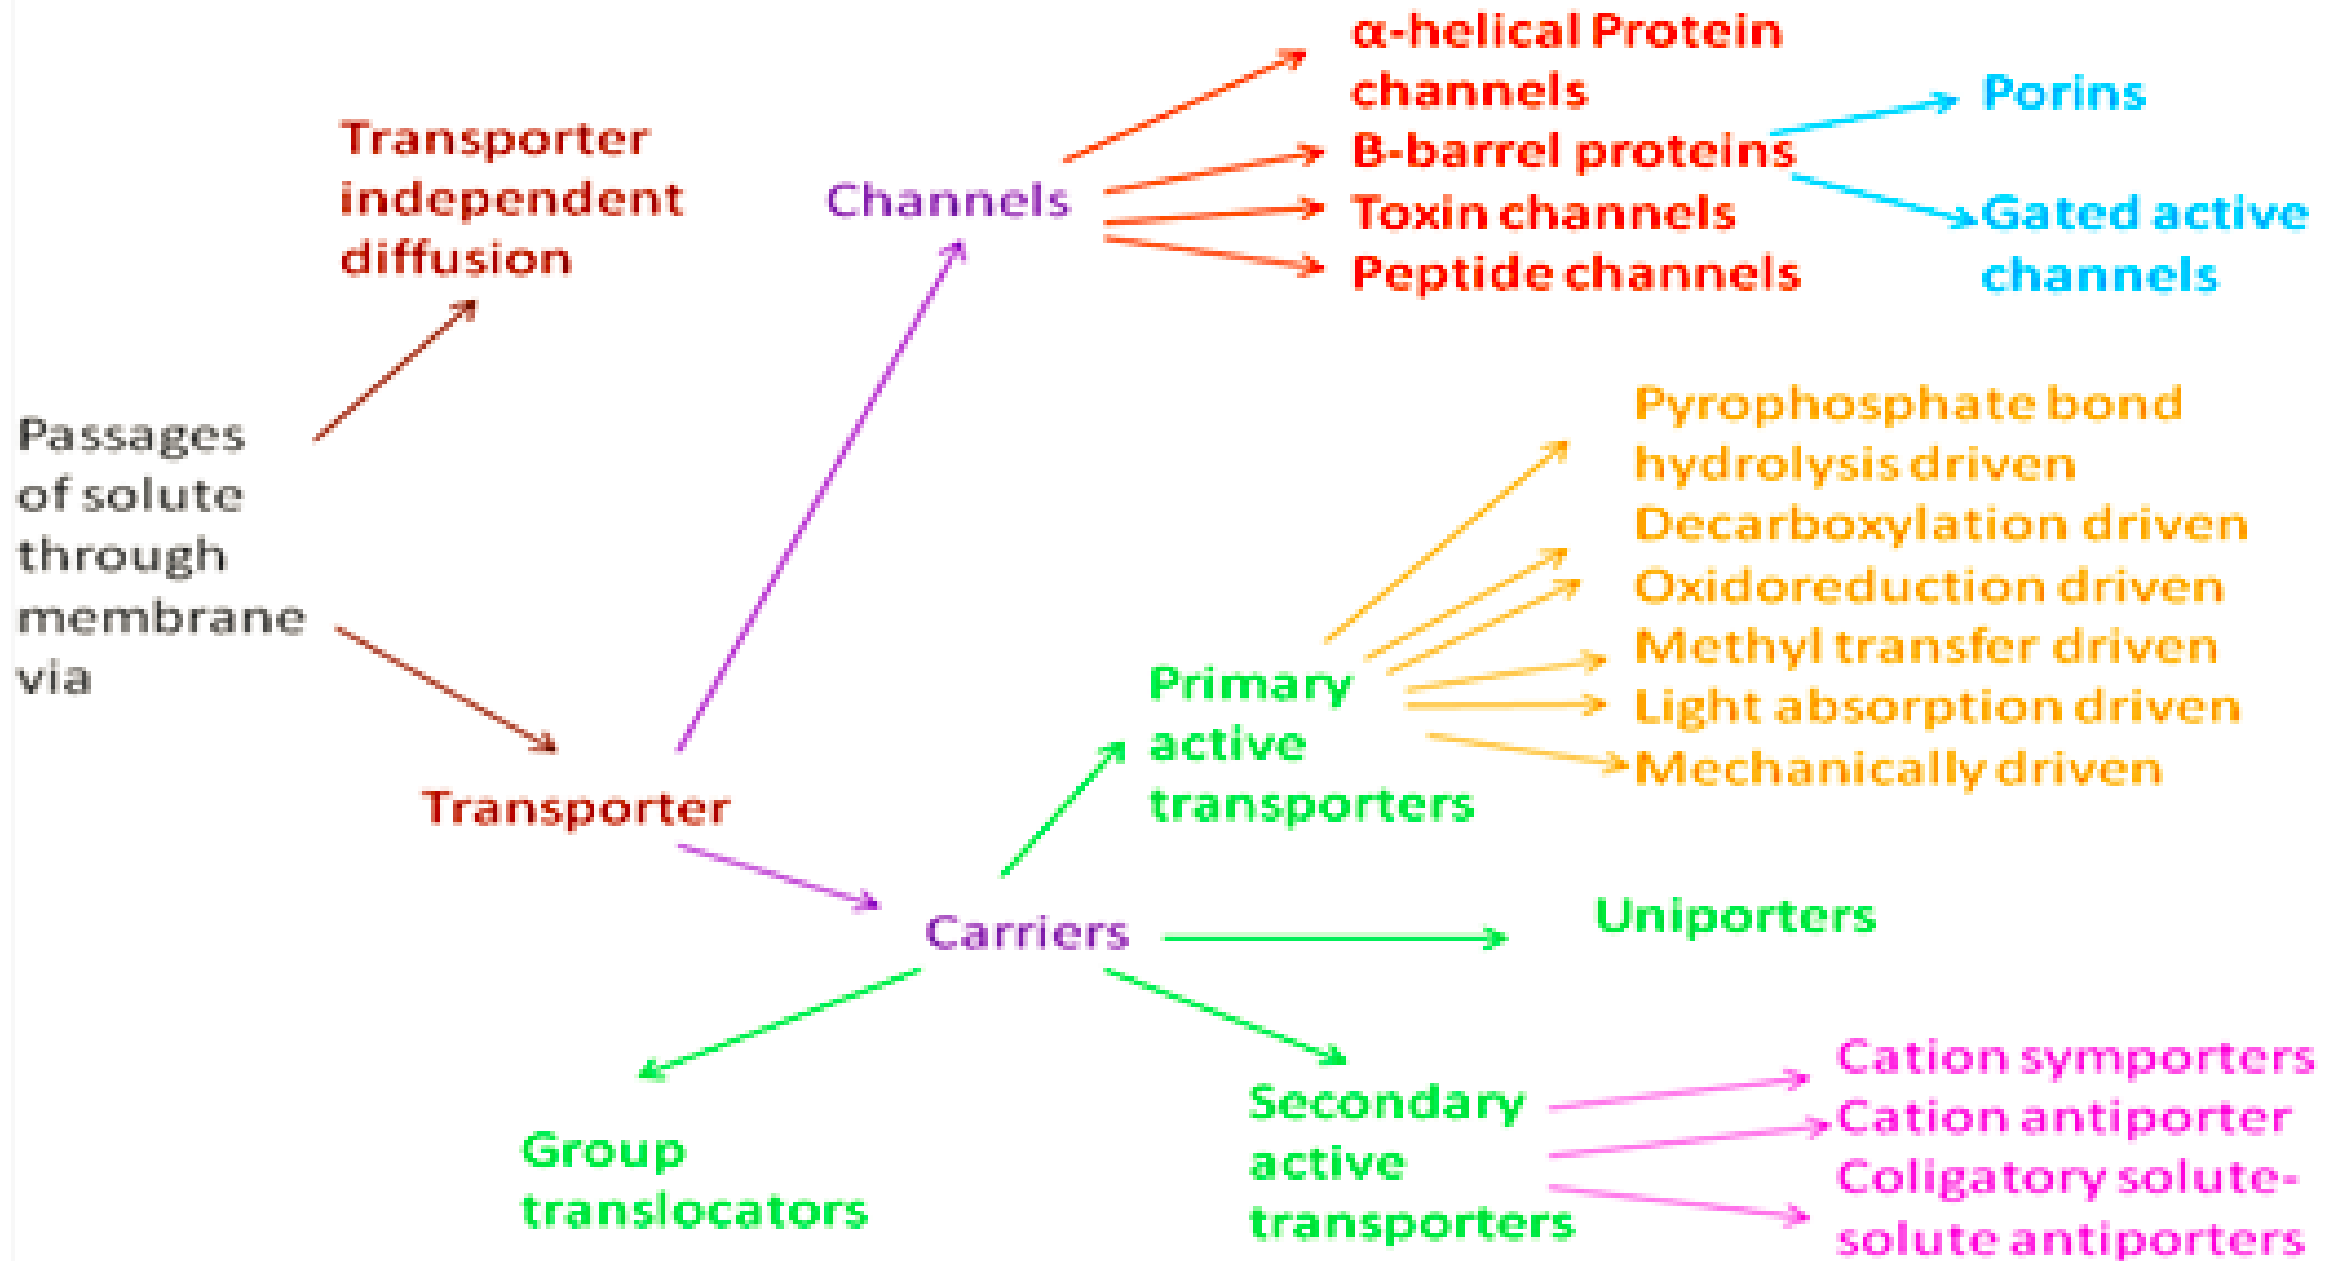 Passages
of solute
through
membrane
via
Transporter
independent
diffusion
Transporter
Channels
α-helical Protein
channels
B-barrel proteins
Toxin channels
Peptide channels
Porins
Gated active
channels
Carriers
Primary
active
transporters
Pyrophosphate bond
hydrolysis driven
Decarboxylation driven
Oxidoreduction driven
Methyl transfer driven
Light absorption driven
Mechanically driven
Uniporters
Secondary
active
transporters
Cation symporters
Cation antiporter
Coligatory solute-
solute antiporters
Group
translocators